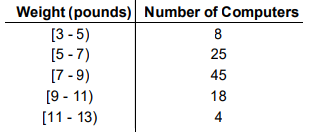 Weight (pounds) Number of Computers
[3 - 5) 8
[5 - 7) 25
[7 - 9) 45
[9 - 11) 18
[11 - 13) 4